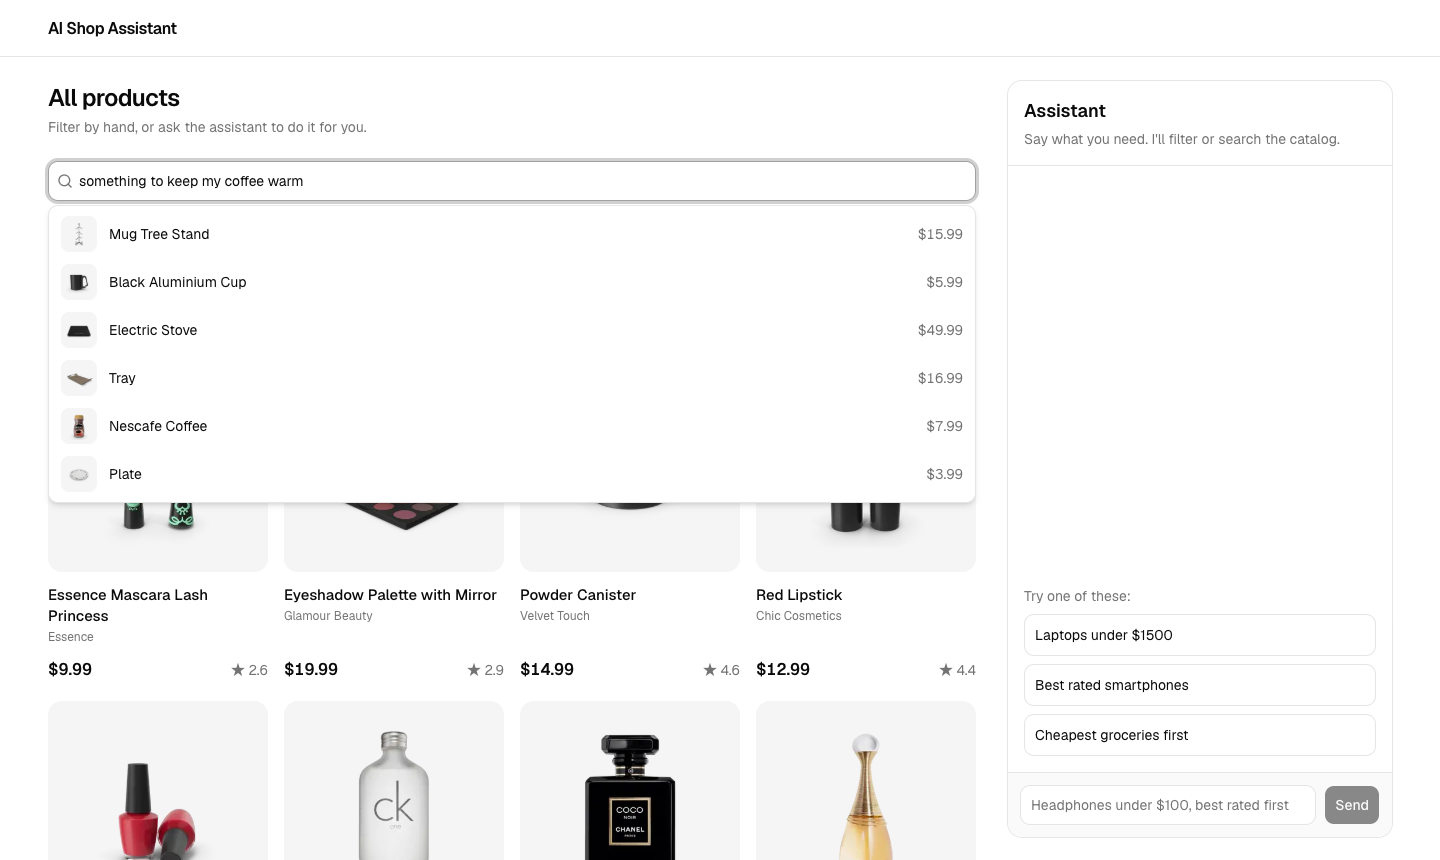 AI Shop Assistant
All products
Filter by hand, or ask the assistant to do it for you.
something to keep my coffee warm
Mug Tree Stand $15.99
Black Aluminium Cup $5.99
Electric Stove $49.99
Tray $16.99
Nescafe Coffee $7.99
Plate $3.99
Essence Mascara Lash Princess
Essence
$9.99 ★ 2.6
Eyeshadow Palette with Mirror
Glamour Beauty
$19.99 ★ 2.9
Powder Canister
Velvet Touch
$14.99 ★ 4.6
Red Lipstick
Chic Cosmetics
$12.99 ★ 4.4
ck
one
COCO
NOIR
CHANEL
PARIS
Assistant
Say what you need. I'll filter or search the catalog.
Try one of these:
Laptops under $1500
Best rated smartphones
Cheapest groceries first
Headphones under $100, best rated first
Send